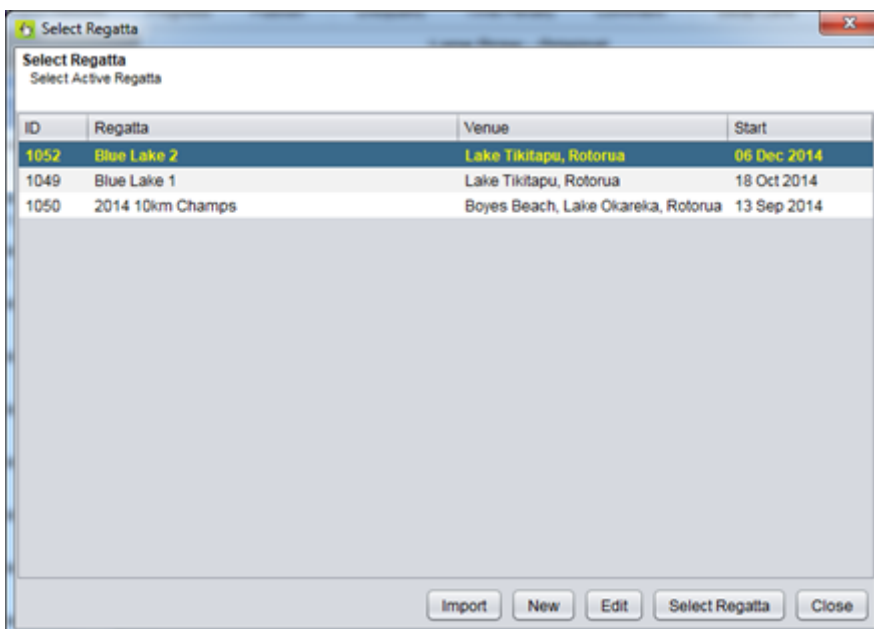 Select Regatta
Select Regatta
Select Active Regatta
ID Regatta Venue Start
1052 Blue Lake 2 Lake Tikitapu, Rotorua 06 Dec 2014
1049 Blue Lake 1 Lake Tikitapu, Rotorua 18 Oct 2014
1050 2014 10km Champs Boyes Beach, Lake Okareka, Rotorua 13 Sep 2014
Import New Edit Select Regatta Close